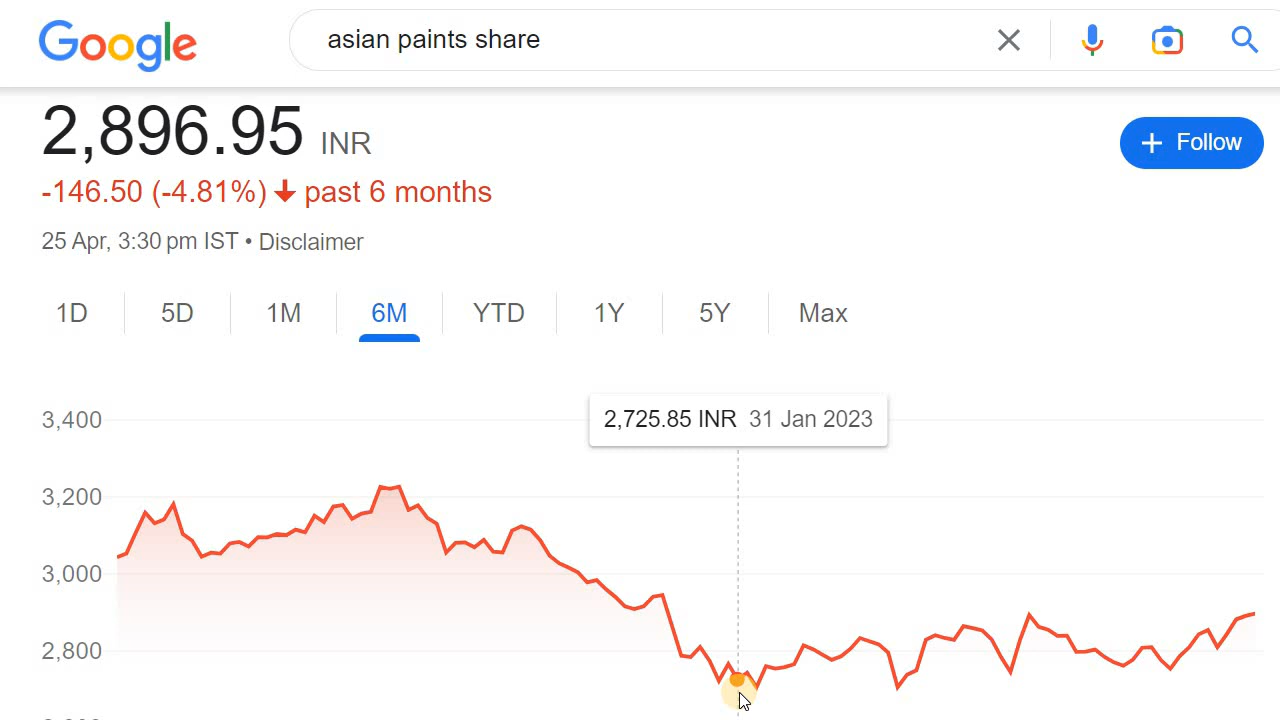 Google
asian paints share
2,896.95 INR
+ Follow
-146.50 (-4.81%) ↓ past 6 months
25 Apr, 3:30 pm IST • Disclaimer
1D 5D 1M 6M YTD 1Y 5Y Max
2,725.85 INR 31 Jan 2023
3,400
3,200
3,000
2,800